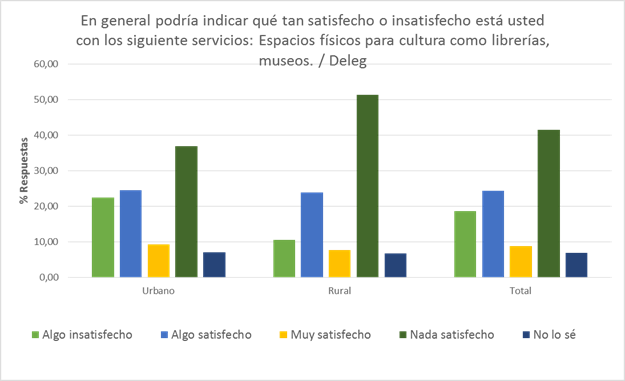 En general podría indicar qué tan satisfecho o insatisfecho está usted
con los siguiente servicios: Espacios físicos para cultura como librerías,
museos. / Deleg
60,00
50,00
40,00
30,00
20,00
10,00
0,00
% Respuestas
Urbano Rural Total
Algo insatisfecho Algo satisfecho Muy satisfecho Nada satisfecho No lo sé